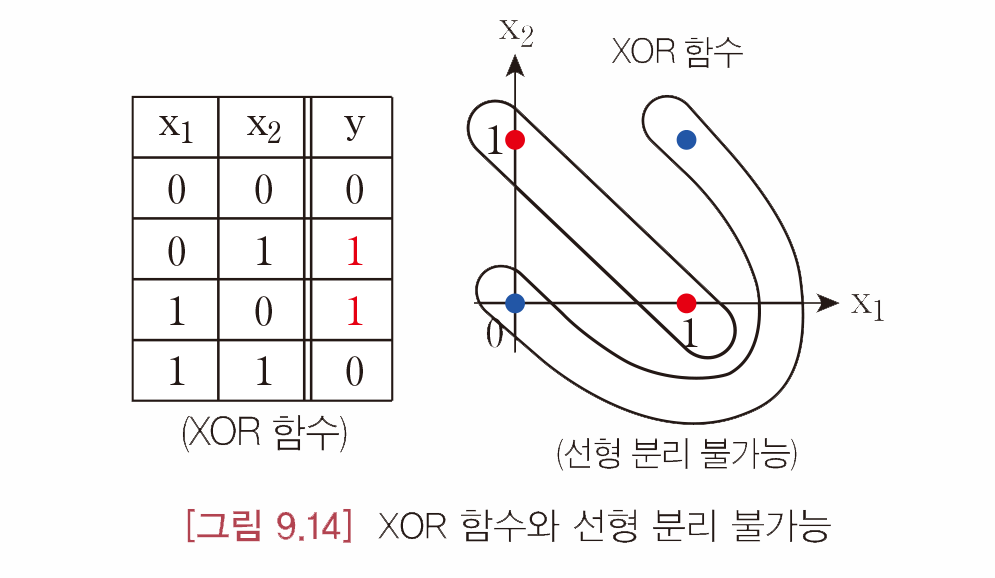 x₁ x₂ y
0 0 0
0 1 1
1 0 1
1 1 0
(XOR 함수)
x₂
XOR 함수
1
x₁
0
1
(선형 분리 불가능)
[그림 9.14] XOR 함수와 선형 분리 불가능